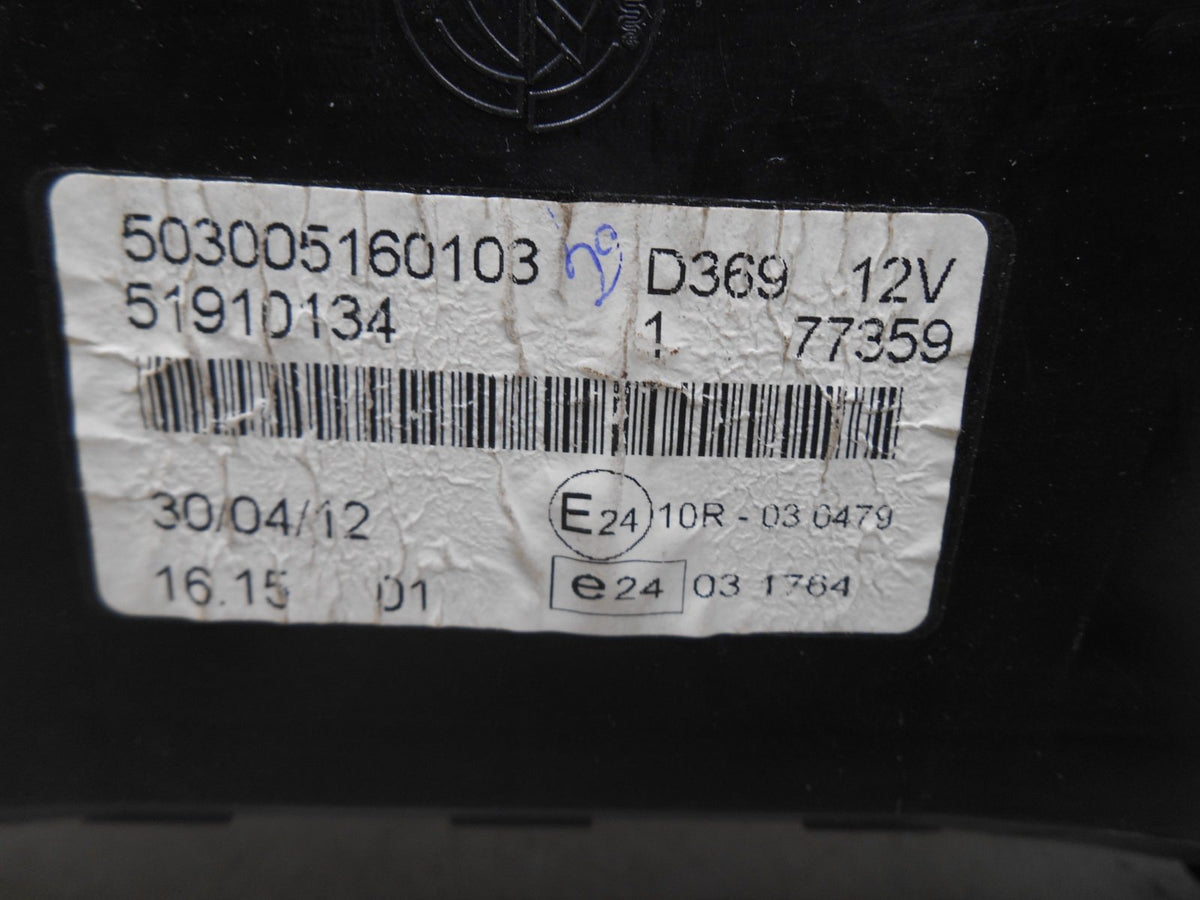 503005160103 D369 12V
51910134 1 77359
30/04/12 E24 10R - 03 0479
16.15 01 e24 03 1764